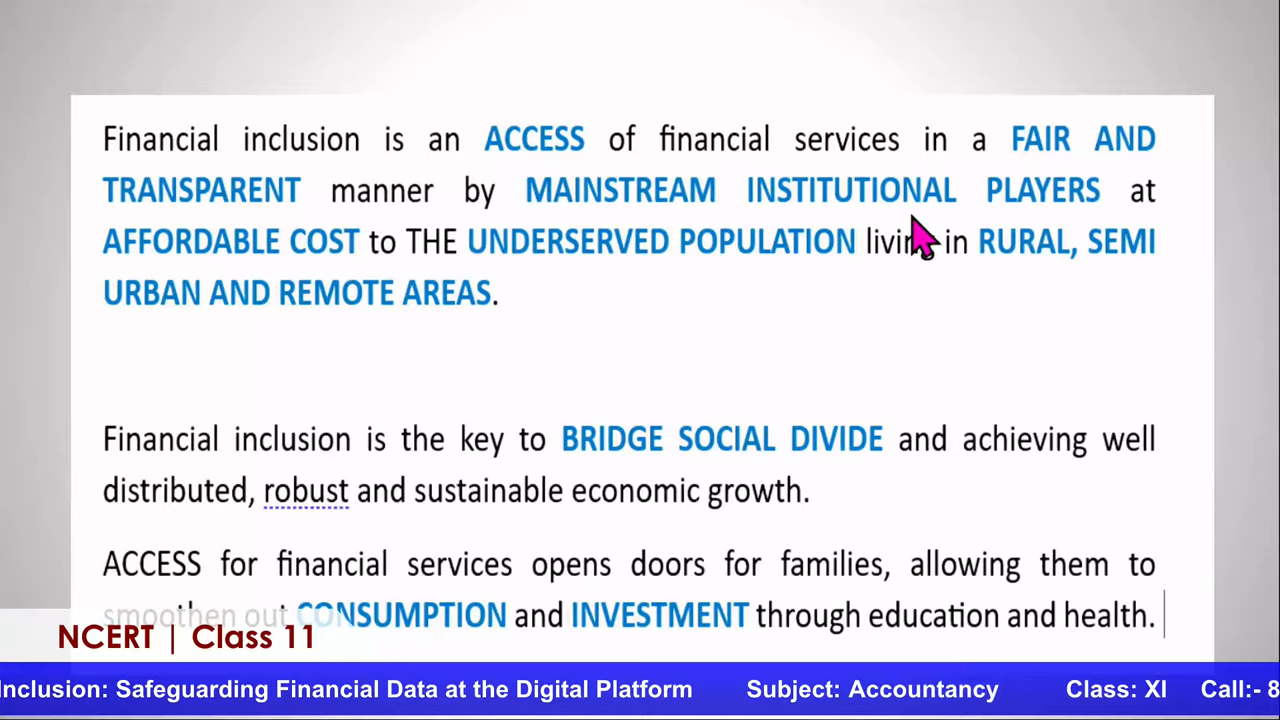 Financial inclusion is an ACCESS of financial services in a FAIR AND
TRANSPARENT manner by MAINSTREAM INSTITUTIONAL PLAYERS at
AFFORDABLE COST to THE UNDERSERVED POPULATION living in RURAL, SEMI
URBAN AND REMOTE AREAS.
Financial inclusion is the key to BRIDGE SOCIAL DIVIDE and achieving well
distributed, robust and sustainable economic growth.
ACCESS for financial services opens doors for families, allowing them to
smoothen out CONSUMPTION and INVESTMENT through education and health.
NCERT | Class 11
Inclusion: Safeguarding Financial Data at the Digital Platform Subject: Accountancy Class: XI Call:- 8